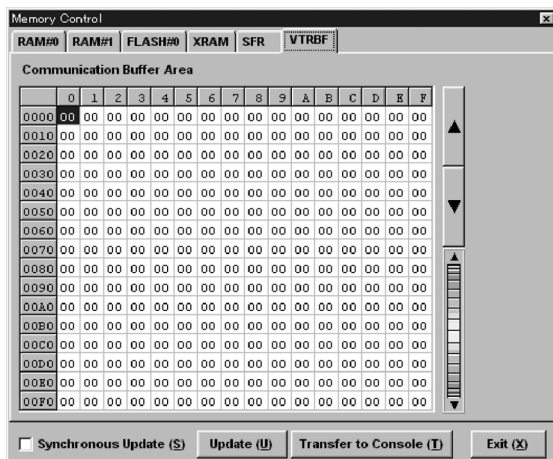 Memory Control
RAM#0 RAM#1 FLASH#0 XRAM SFR VTRBF
Communication Buffer Area
0 1 2 3 4 5 6 7 8 9 A B C D E F
0000 00 00 00 00 00 00 00 00 00 00 00 00 00 00 00 00
0010 00 00 00 00 00 00 00 00 00 00 00 00 00 00 00 00
0020 00 00 00 00 00 00 00 00 00 00 00 00 00 00 00 00
0030 00 00 00 00 00 00 00 00 00 00 00 00 00 00 00 00
0040 00 00 00 00 00 00 00 00 00 00 00 00 00 00 00 00
0050 00 00 00 00 00 00 00 00 00 00 00 00 00 00 00 00
0060 00 00 00 00 00 00 00 00 00 00 00 00 00 00 00 00
0070 00 00 00 00 00 00 00 00 00 00 00 00 00 00 00 00
0080 00 00 00 00 00 00 00 00 00 00 00 00 00 00 00 00
0090 00 00 00 00 00 00 00 00 00 00 00 00 00 00 00 00
00A0 00 00 00 00 00 00 00 00 00 00 00 00 00 00 00 00
00B0 00 00 00 00 00 00 00 00 00 00 00 00 00 00 00 00
00C0 00 00 00 00 00 00 00 00 00 00 00 00 00 00 00 00
00D0 00 00 00 00 00 00 00 00 00 00 00 00 00 00 00 00
00E0 00 00 00 00 00 00 00 00 00 00 00 00 00 00 00 00
00F0 00 00 00 00 00 00 00 00 00 00 00 00 00 00 00 00
Synchronous Update (S) Update (U) Transfer to Console (T) Exit (X)